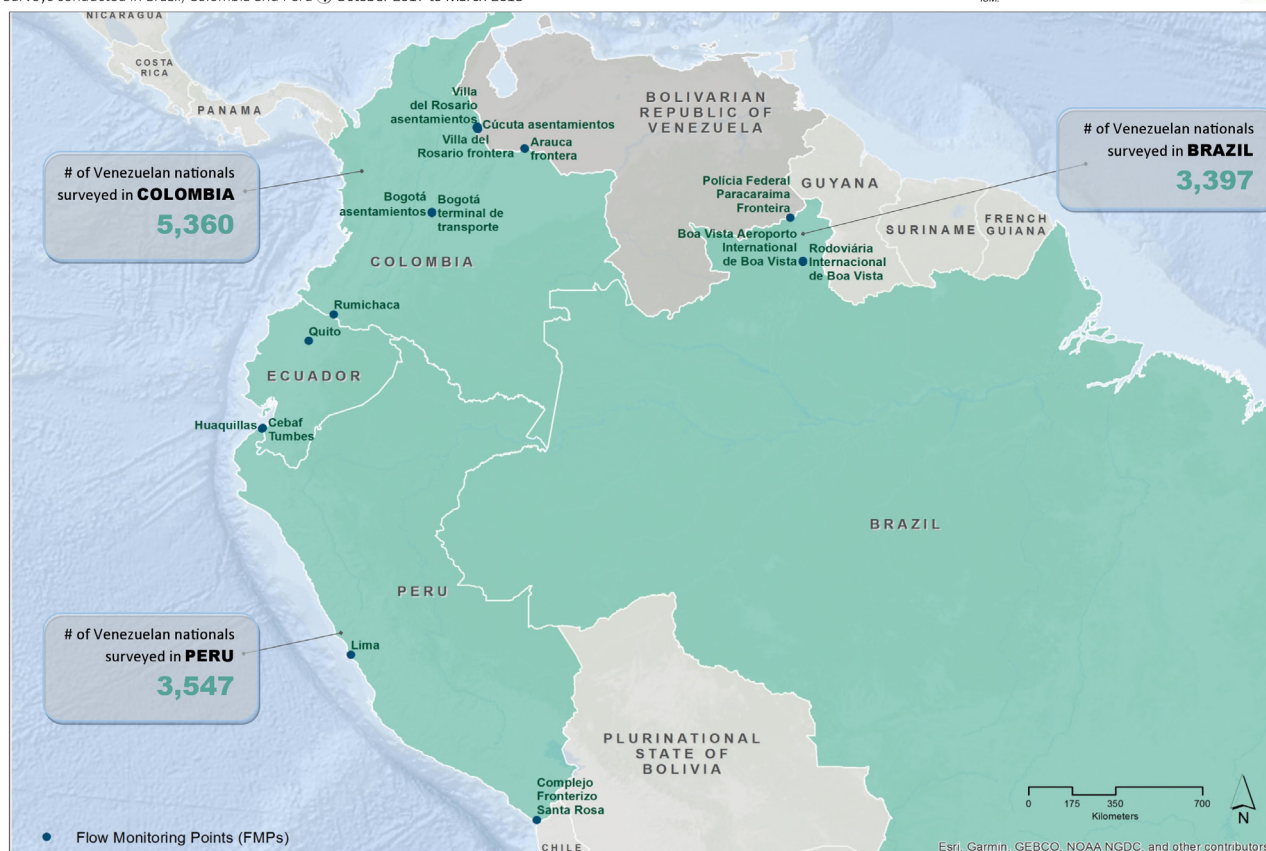 NICARAGUA
COSTA
RICA
PANAMA
BOLIVARIAN
REPUBLIC OF
VENEZUELA
GUYANA
SURINAME
FRENCH
GUIANA
# of Venezuelan nationals
surveyed in COLOMBIA
5,360
# of Venezuelan nationals
surveyed in BRAZIL
3,397
Villa
del Rosario
asentamientos
Cúcuta asentamientos
Villa del
Rosario frontera
Arauca
frontera
Bogotá
asentamientos
Bogotá
terminal de
transporte
COLOMBIA
Polícia Federal
Paracaraima
Fronteira
Boa Vista Aeroporto
International
de Boa Vista
Rodoviária
Internacional
de Boa Vista
Rumichaca
Quito
ECUADOR
Huaquillas
Cebaf
Tumbes
BRAZIL
PERU
# of Venezuelan nationals
surveyed in PERU
3,547
Lima
PLURINATIONAL
STATE OF
BOLIVIA
Complejo
Fronterizo
Santa Rosa
CHILE
Flow Monitoring Points (FMPs)
0 175 350 700
Kilometers
N
Esri, Garmin, GEBCO, NOAA NGDC, and other contributors